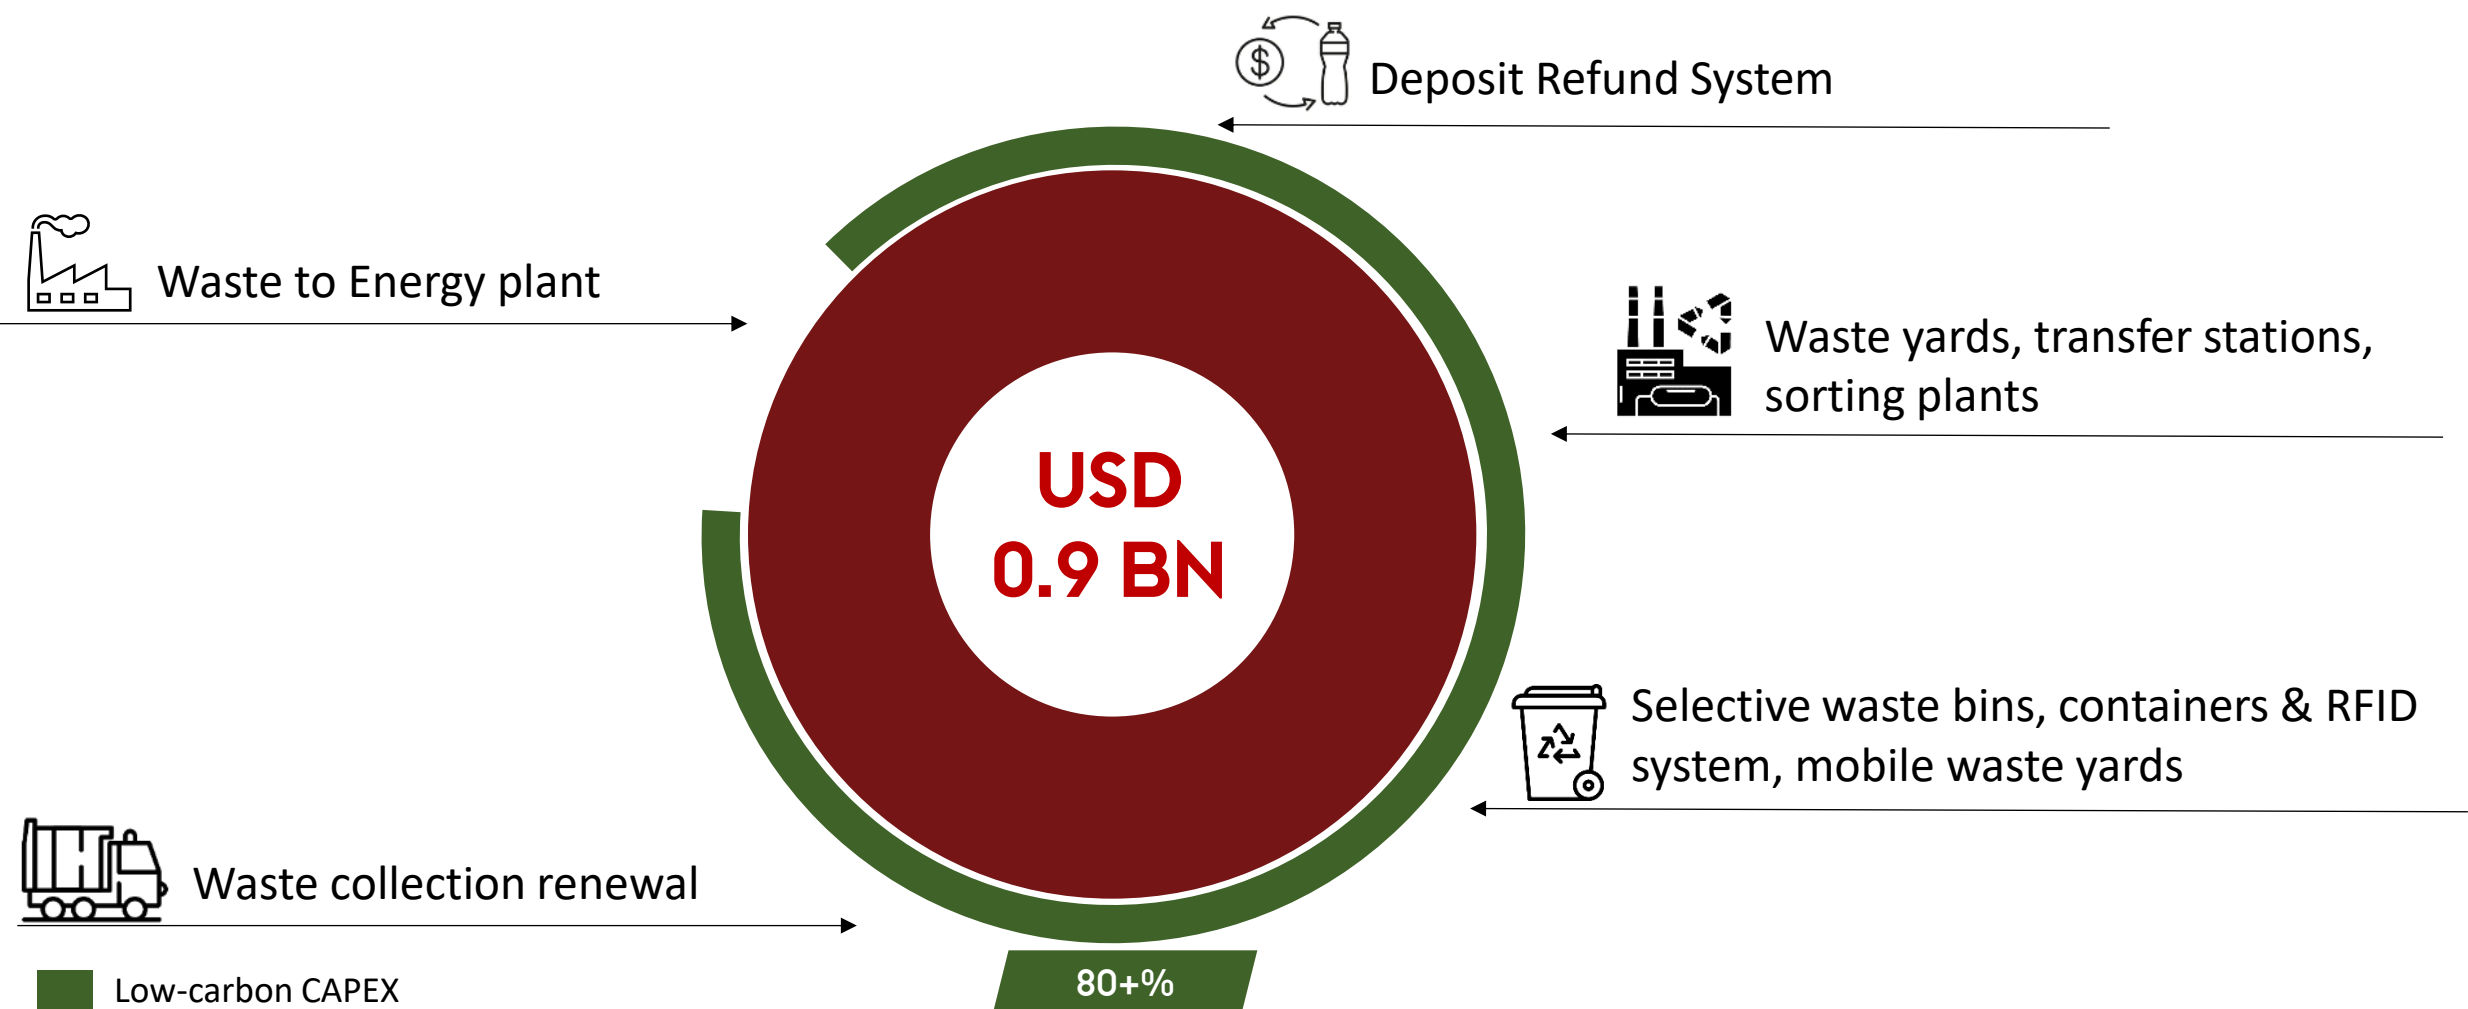 Deposit Refund System
Waste to Energy plant
Waste yards, transfer stations,
sorting plants
USD
0.9 BN
Selective waste bins, containers & RFID
system, mobile waste yards
Waste collection renewal
Low-carbon CAPEX
80+%